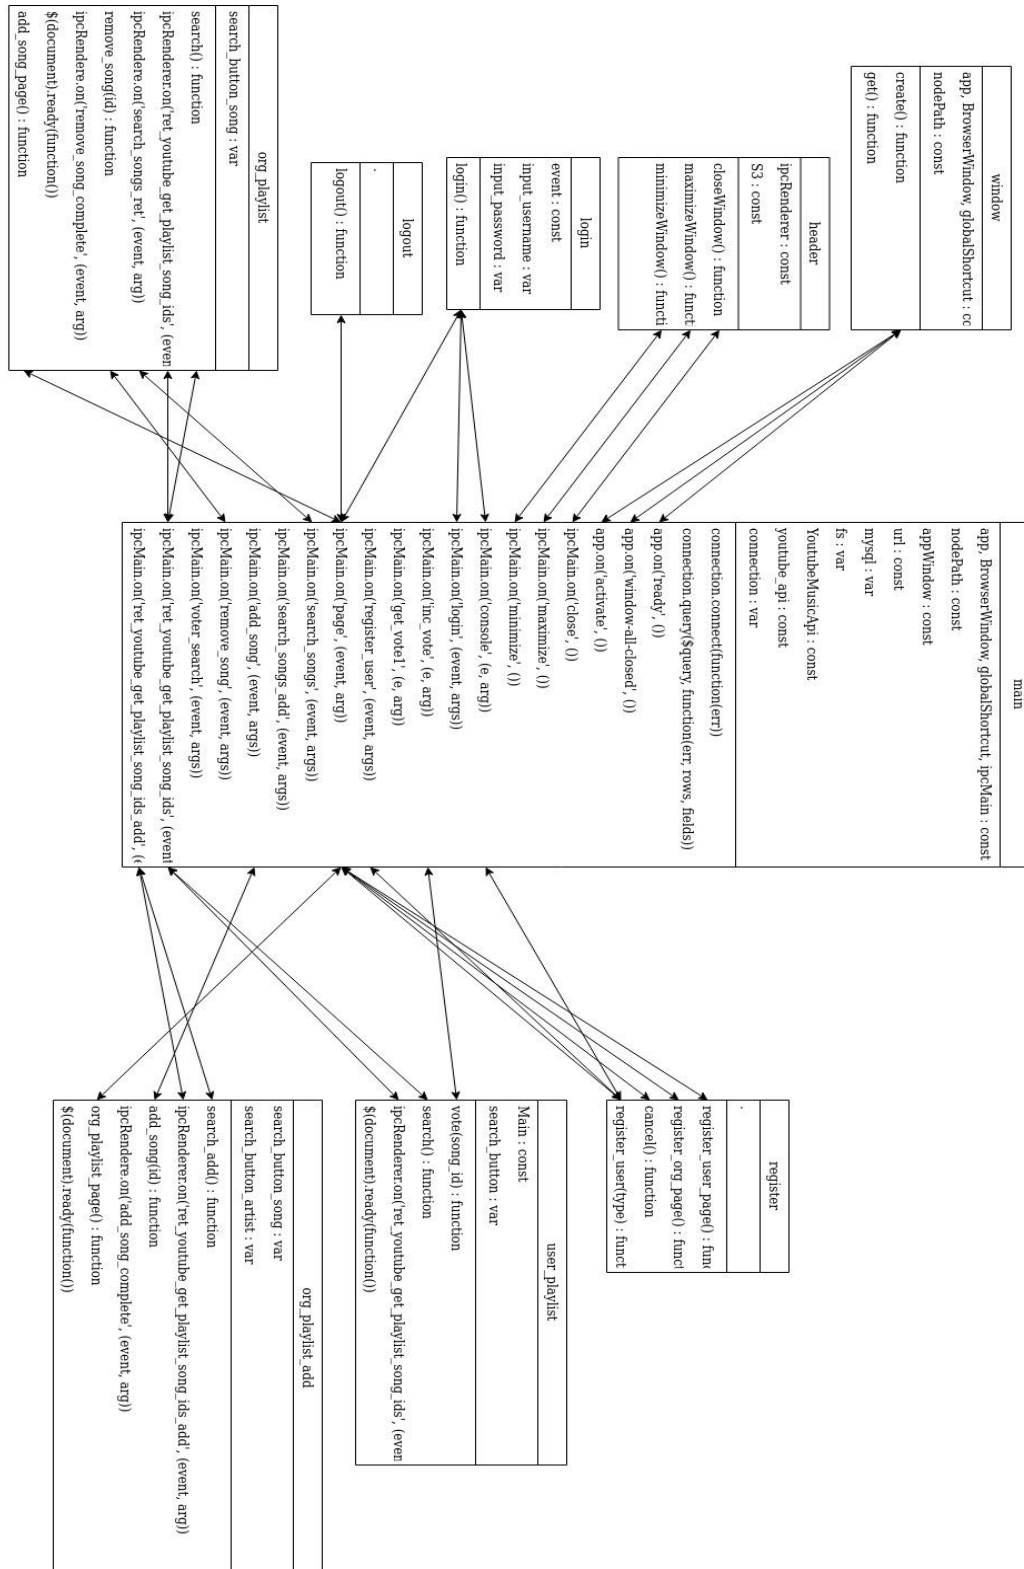 window
app, BrowserWindow, globalShortcut : cc
nodePath : const
create() : function
get() : function
header
ipcRenderer : const
S3 : const
closeWindow() : function
maximizeWindow() : funct
minimizeWindow() : functi
login
event : const
input_username : var
input_password : var
login() : function
logout
.
logout() : function
org_playlist
search_button_song : var
search() : function
ipcRenderer.on('ret_youtube_get_playlist_song_ids', (even
ipcRendere.on('search_songs_ret', (event, arg))
remove_song(id) : function
ipcRendere.on('remove_song_complete', (event, arg))
$(document).ready(function())
add_song_page() : function
main
app, BrowserWindow, globalShortcut, ipcMain : const
nodePath : const
appWindow : const
url : const
mysql : var
fs : var
YoutubeMusicApi : const
youtube_api : const
connection : var
connection.connect(function(err))
connection.query($query, function(err, rows, fields))
app.on('ready', ())
app.on('window-all-closed', ())
app.on('activate', ())
ipcMain.on('close', ())
ipcMain.on('maximize', ())
ipcMain.on('minimize', ())
ipcMain.on('console', (e, arg))
ipcMain.on('login', (event, args))
ipcMain.on('inc_vote', (e, arg))
ipcMain.on('get_vote1', (e, arg))
ipcMain.on('register_user', (event, args))
ipcMain.on('page', (event, arg))
ipcMain.on('search_songs', (event, args))
ipcMain.on('search_songs_add', (event, args))
ipcMain.on('add_song', (event, args))
ipcMain.on('remove_song', (event, args))
ipcMain.on('voter_search', (event, args))
ipcMain.on('ret_youtube_get_playlist_song_ids', (event
ipcMain.on('ret_youtube_get_playlist_song_ids_add', (e
register
.
register_user_page() : fun
register_org_page() : funct
cancel() : function
register_user(type) : funct
user_playlist
Main : const
search_button : var
vote(song_id) : function
search() : function
ipcRenderer.on('ret_youtube_get_playlist_song_ids', (even
$(document).ready(function())
org_playlist_add
search_button_song : var
search_button_artist : var
search_add() : function
ipcRenderer.on('ret_youtube_get_playlist_song_ids_add', (event, arg))
add_song(id) : function
ipcRendere.on('add_song_complete', (event, arg))
org_playlist_page() : function
$(document).ready(function())